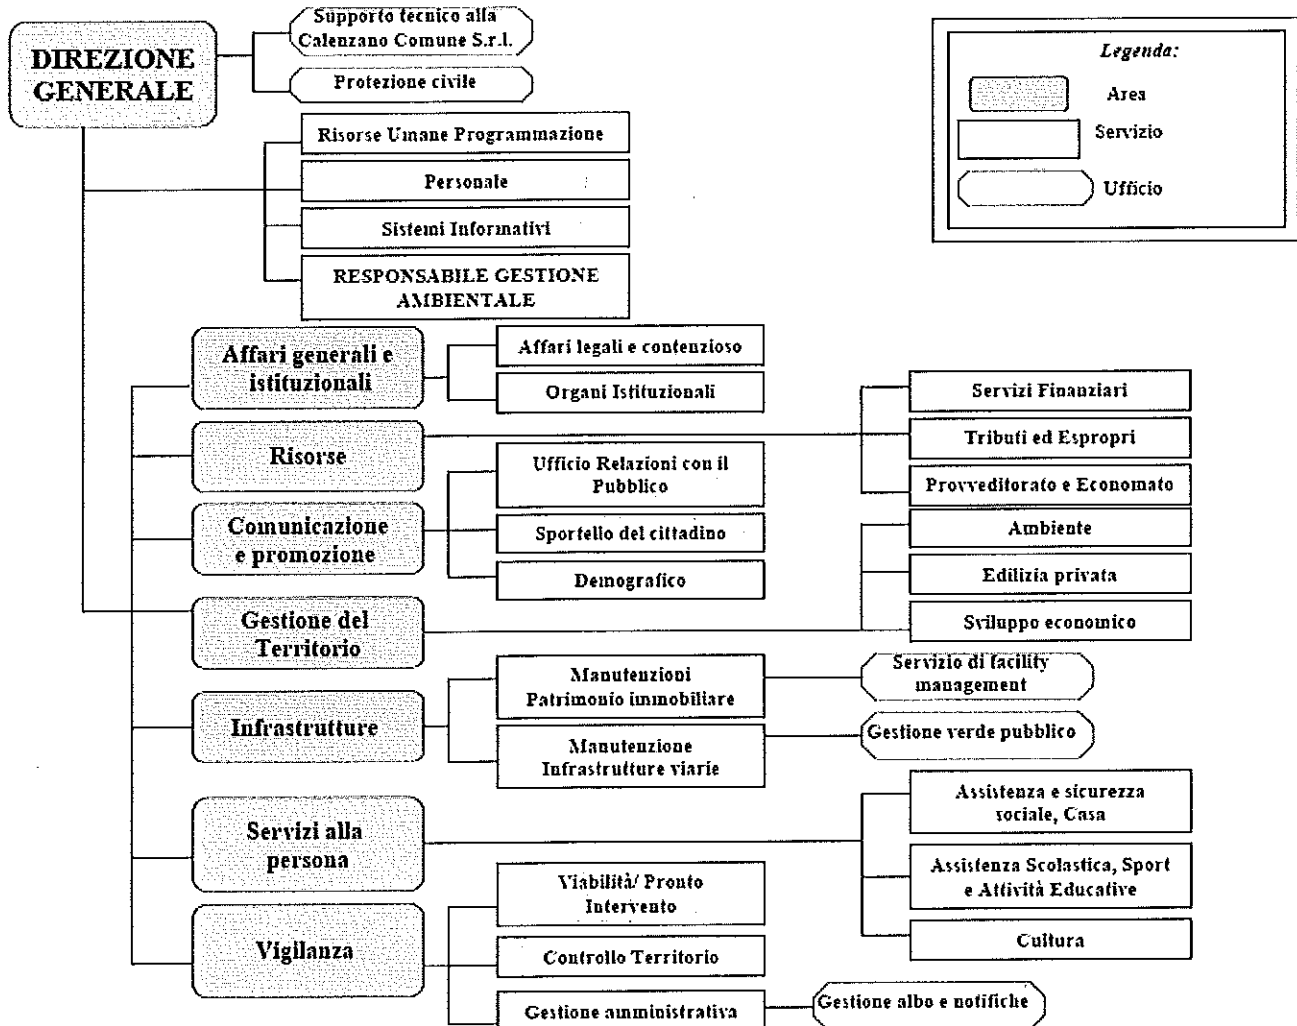 DIREZIONE
GENERALE
Supporto tecnico alla
Calenzano Comune S.r.l.
Protezione civile
Legenda:
Area
Servizio
Ufficio
Risorse Umane Programmazione
Personale
Sistemi Informativi
RESPONSABILE GESTIONE
AMBIENTALE
Affari generali e
istituzionali
Affari legali e contenzioso
Organi Istituzionali
Risorse
Servizi Finanziari
Tributi ed Espropri
Provveditorato e Economato
Comunicazione
e promozione
Ufficio Relazioni con il
Pubblico
Sportello del cittadino
Demografico
Gestione del
Territorio
Ambiente
Edilizia privata
Sviluppo economico
Infrastrutture
Manutenzioni
Patrimonio immobiliare
Servizio di facility
management
Manutenzione
Infrastrutture viarie
Gestione verde pubblico
Servizi alla
persona
Assistenza e sicurezza
sociale, Casa
Assistenza Scolastica, Sport
e Attività Educative
Cultura
Vigilanza
Viabilità/ Pronto
Intervento
Controllo Territorio
Gestione amministrativa
Gestione albo e notifiche